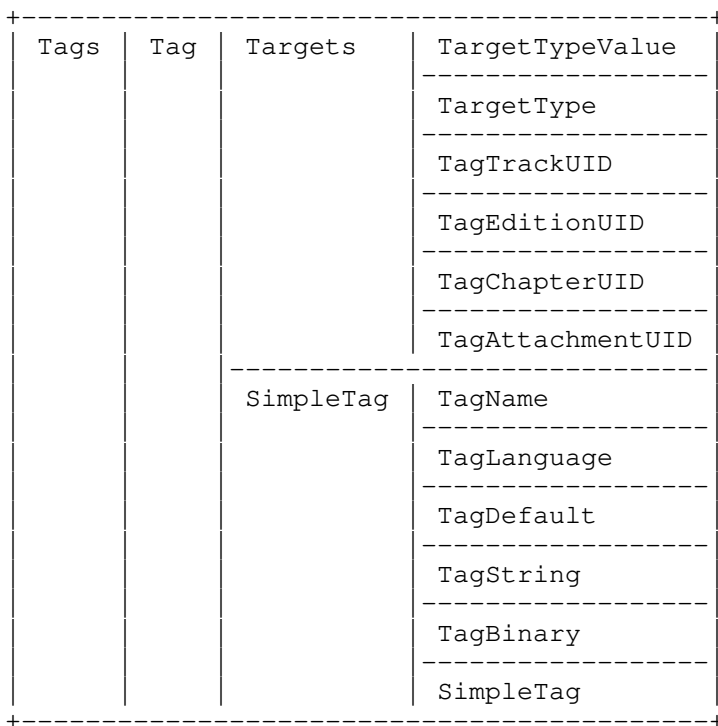 Tags Tag Targets TargetTypeValue
TargetType
TagTrackUID
TagEditionUID
TagChapterUID
TagAttachmentUID
SimpleTag TagName
TagLanguage
TagDefault
TagString
TagBinary
SimpleTag